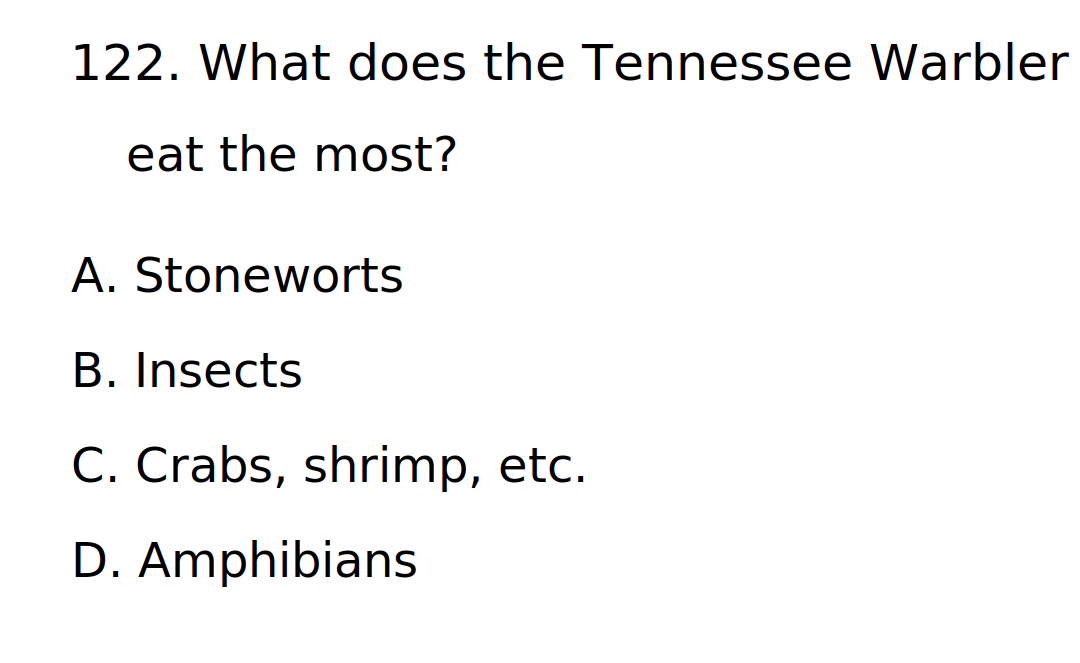 122. What does the Tennessee Warbler
eat the most?
A. Stoneworts
B. Insects
C. Crabs, shrimp, etc.
D. Amphibians